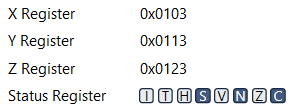 X Register 0x0103
Y Register 0x0113
Z Register 0x0123
Status Register I T H S V N Z C